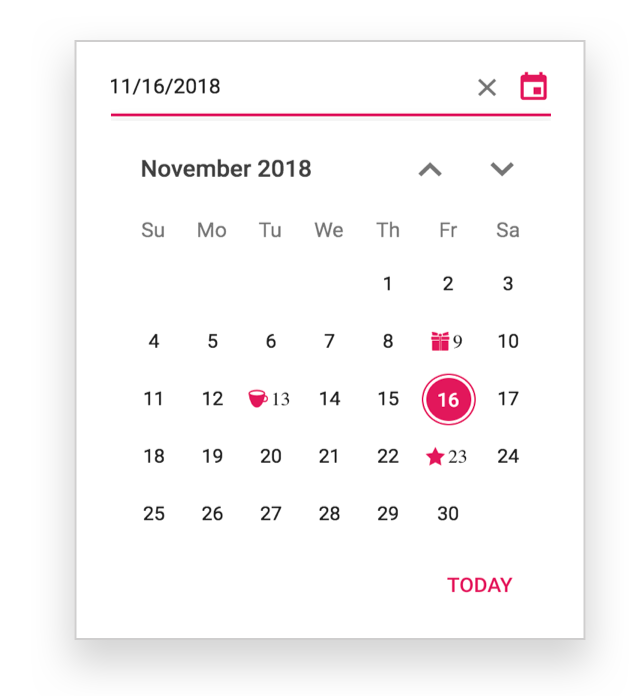 11/16/2018
November 2018
Su Mo Tu We Th Fr Sa
1 2 3
4 5 6 7 8 9 10
11 12 13 14 15 16 17
18 19 20 21 22 23 24
25 26 27 28 29 30
TODAY